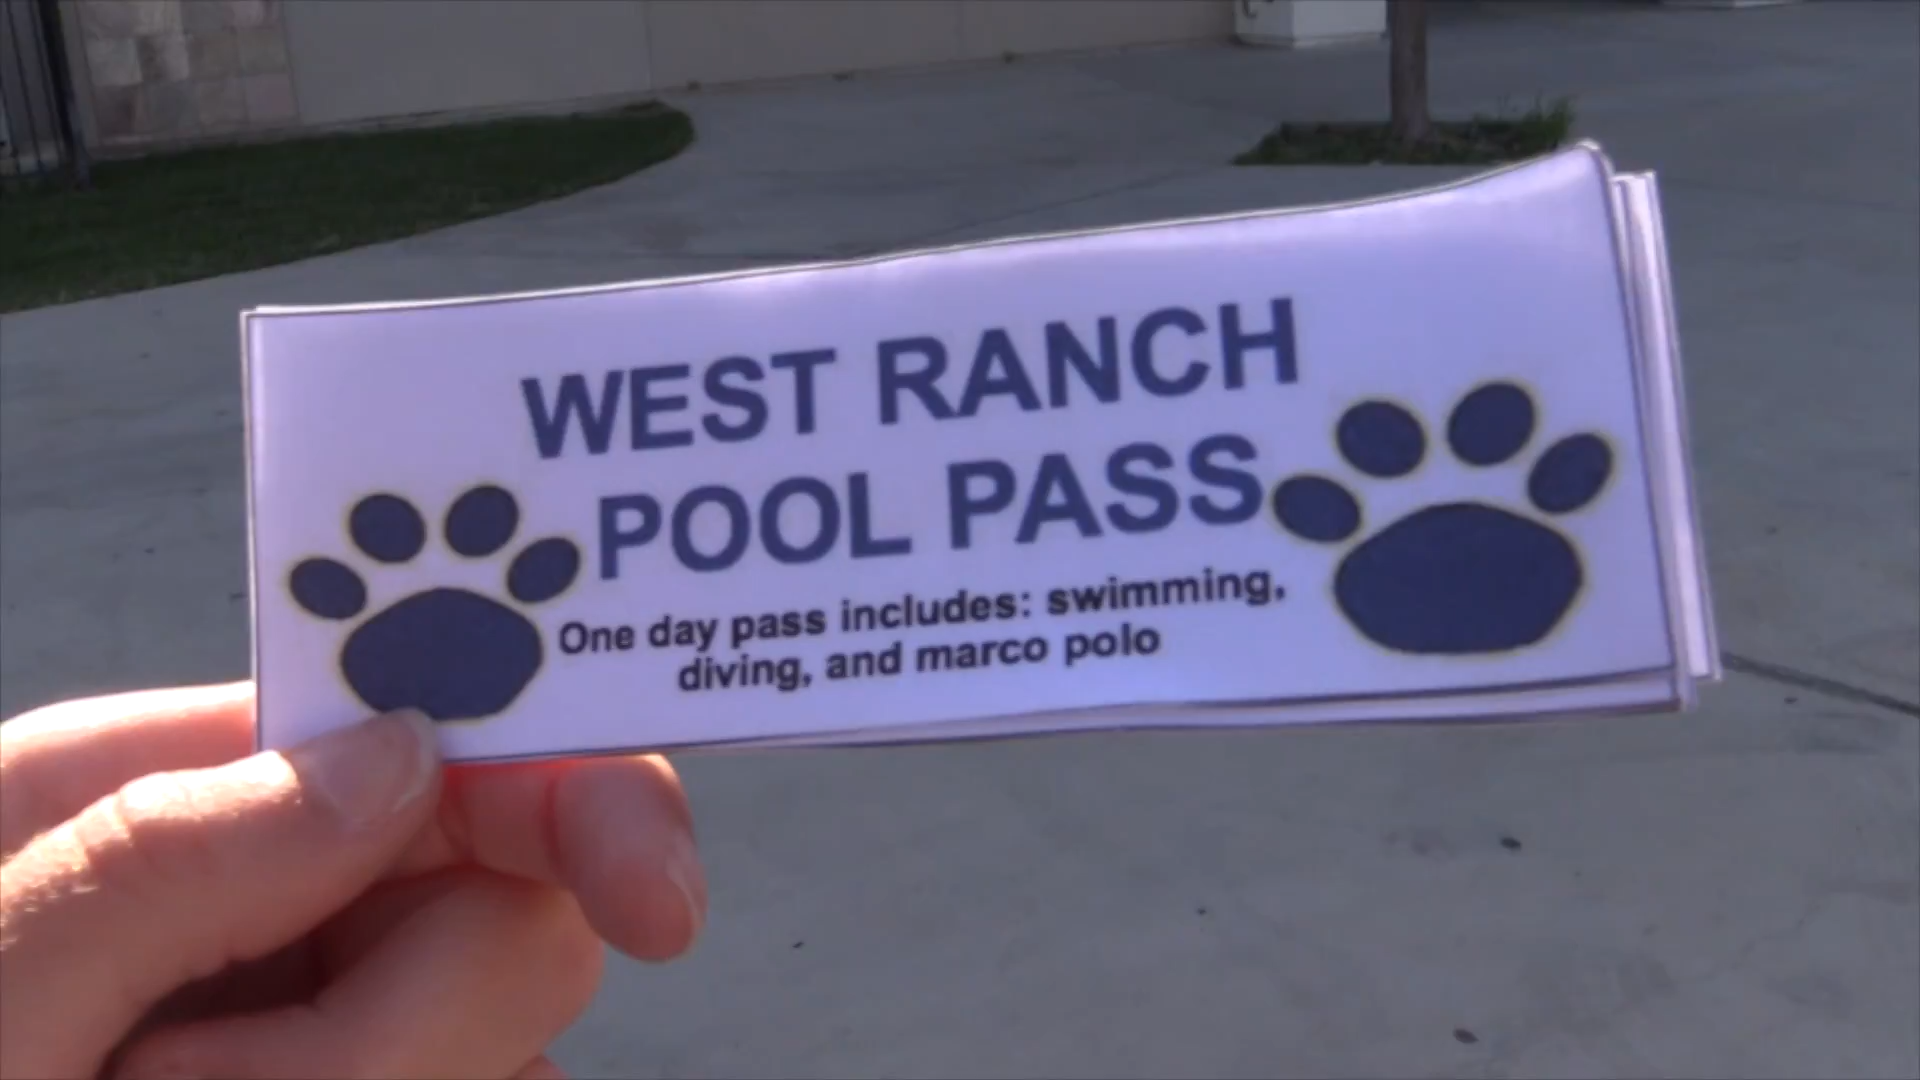 WEST RANCH
POOL PASS
One day pass includes: swimming,
diving, and marco polo